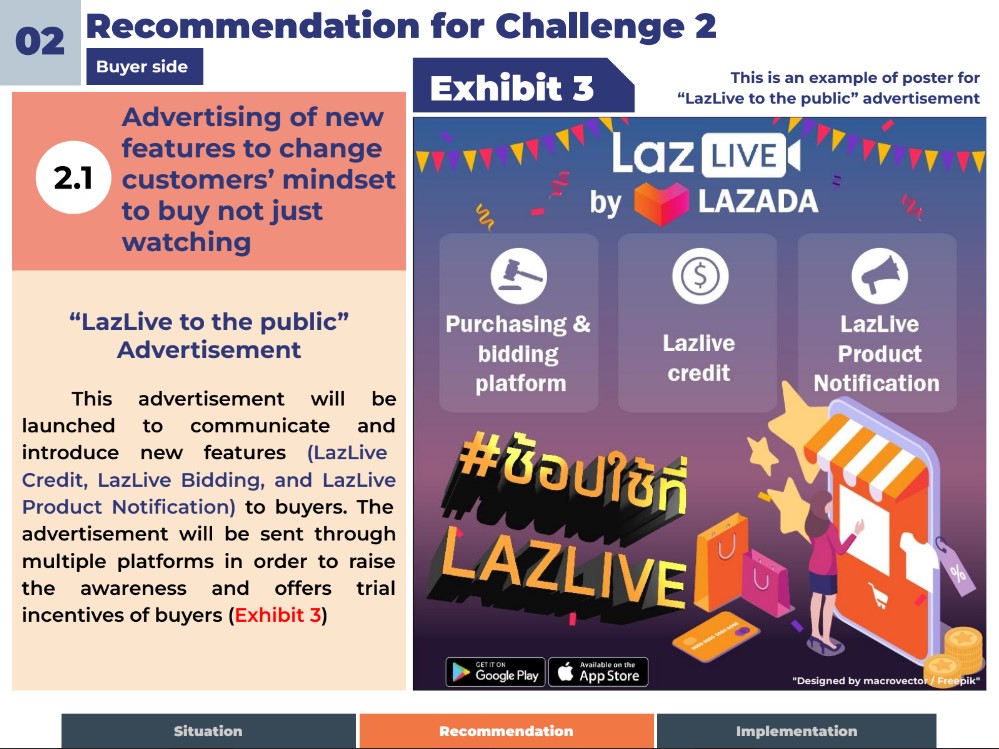 02
Recommendation for Challenge 2
Buyer side
2.1
Advertising of new
features to change
customers’ mindset
to buy not just
watching
“LazLive to the public”
Advertisement
This advertisement will be
launched to communicate and
introduce new features (LazLive
Credit, LazLive Bidding, and LazLive
Product Notification) to buyers. The
advertisement will be sent through
multiple platforms in order to raise
the awareness and offers trial
incentives of buyers (Exhibit 3)
Exhibit 3
This is an example of poster for
“LazLive to the public” advertisement
Laz LIVE
by LAZADA
Purchasing &
bidding
platform
$
Lazlive
credit
LazLive
Product
Notification
#ช้อปใช้ที่
LAZLIVE
%
GET IT ON
Google Play
Available on the
App Store
"Designed by macrovector / Freepik"
Situation
Recommendation
Implementation